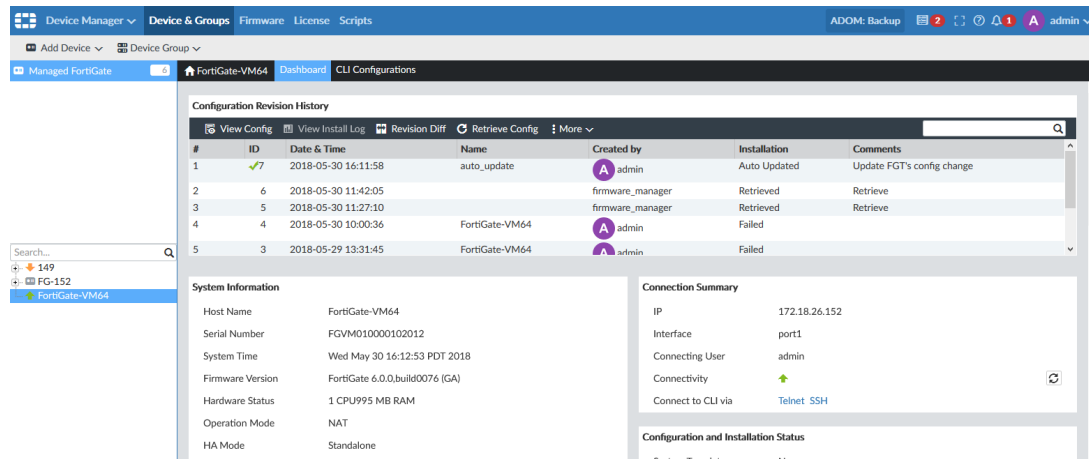 Device Manager Device & Groups Firmware License Scripts ADOM: Backup 2 1 A admin
Add Device Device Group
Managed FortiGate 6 FortiGate-VM64 Dashboard CLI Configurations
Configuration Revision History
View Config View Install Log Revision Diff Retrieve Config More
# ID Date & Time Name Created by Installation Comments
1 7 2018-05-30 16:11:58 auto_update A admin Auto Updated Update FGT's config change
2 6 2018-05-30 11:42:05 firmware_manager Retrieved Retrieve
3 5 2018-05-30 11:27:10 firmware_manager Retrieved Retrieve
4 4 2018-05-30 10:00:36 FortiGate-VM64 A admin Failed
5 3 2018-05-29 13:31:45 FortiGate-VM64 A admin Failed
Search...
149
FG-152
FortiGate-VM64
System Information
Host Name FortiGate-VM64
Serial Number FGVM010000102012
System Time Wed May 30 16:12:53 PDT 2018
Firmware Version FortiGate 6.0.0,build0076 (GA)
Hardware Status 1 CPU995 MB RAM
Operation Mode NAT
HA Mode Standalone
Connection Summary
IP 172.18.26.152
Interface port1
Connecting User admin
Connectivity
Connect to CLI via Telnet SSH
Configuration and Installation Status